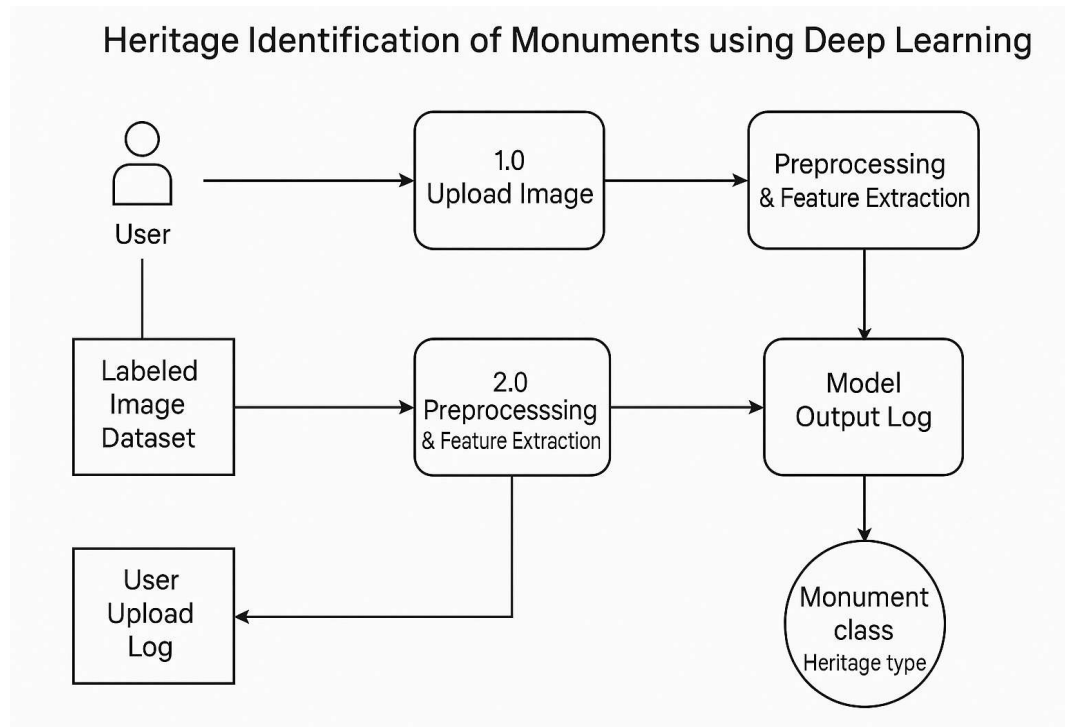 Heritage Identification of Monuments using Deep Learning
User
1.0
Upload Image
Preprocessing
& Feature Extraction
Labeled
Image
Dataset
2.0
Preprocesssing
& Feature Extraction
Model
Output Log
User
Upload
Log
Monument
class
Heritage type